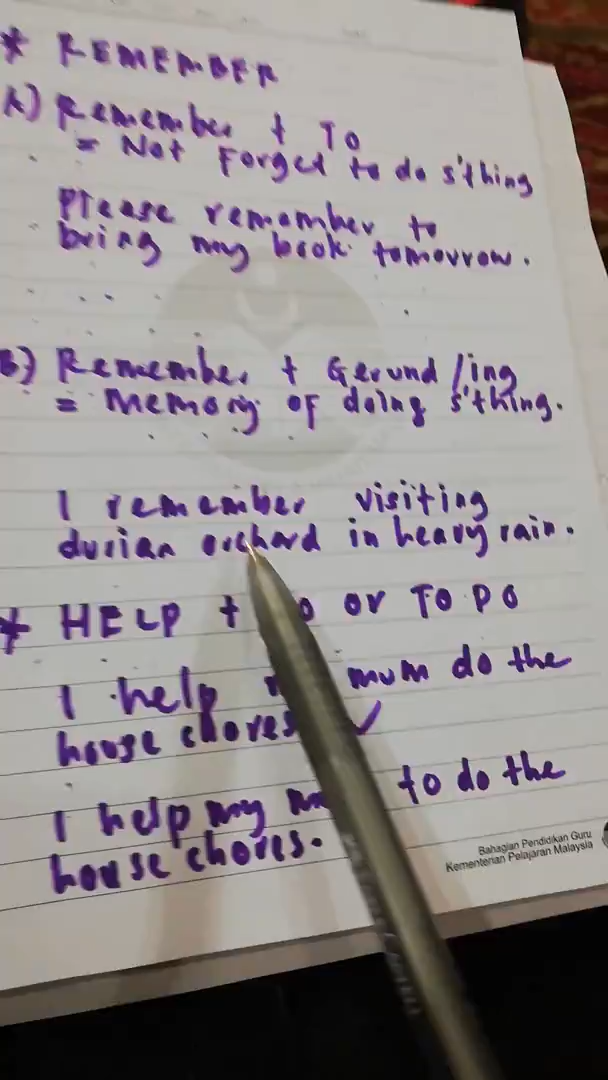 * REMEMBER
A) Remember + To
= Not Forget to do s'thing
Please remember to
bring my book tomorrow.
B) Remember + Gerund /ing
= memory of doing s'thing.
I remember visiting
durian orchard in heavy rain.
* HELP + or TO DO
I help mum do the
house chores ✓
I help my to do the
house chores.
Bahagian Pendidikan Guru
Kementerian Pelajaran Malaysia